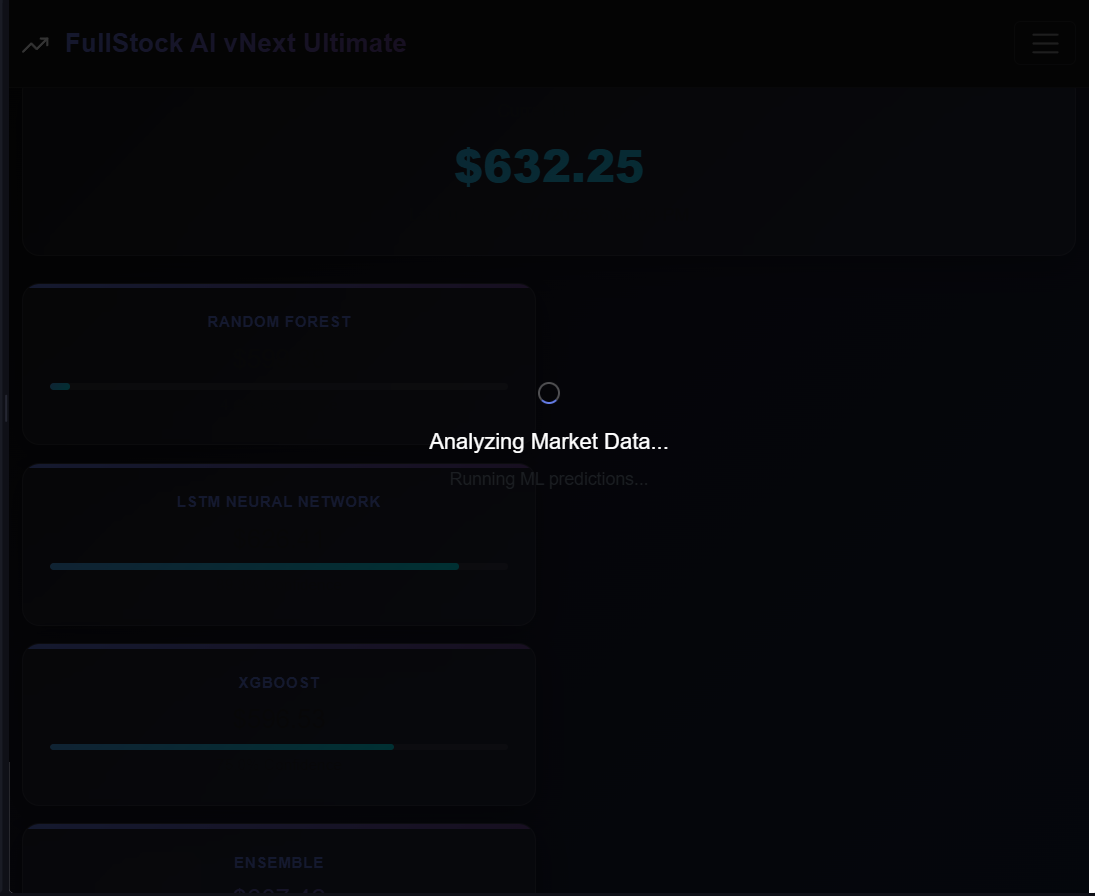 FullStock AI vNext Ultimate
$632.25
RANDOM FOREST
Analyzing Market Data...
Running ML predictions...
LSTM NEURAL NETWORK
XGBOOST
ENSEMBLE